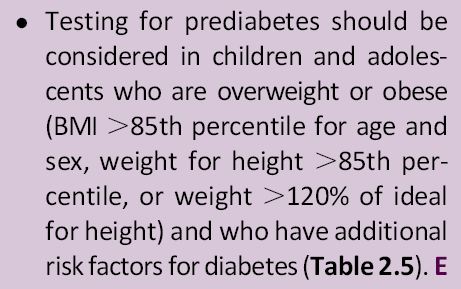 • Testing for prediabetes should be
considered in children and adoles-
cents who are overweight or obese
(BMI >85th percentile for age and
sex, weight for height >85th per-
centile, or weight >120% of ideal
for height) and who have additional
risk factors for diabetes (Table 2.5). E